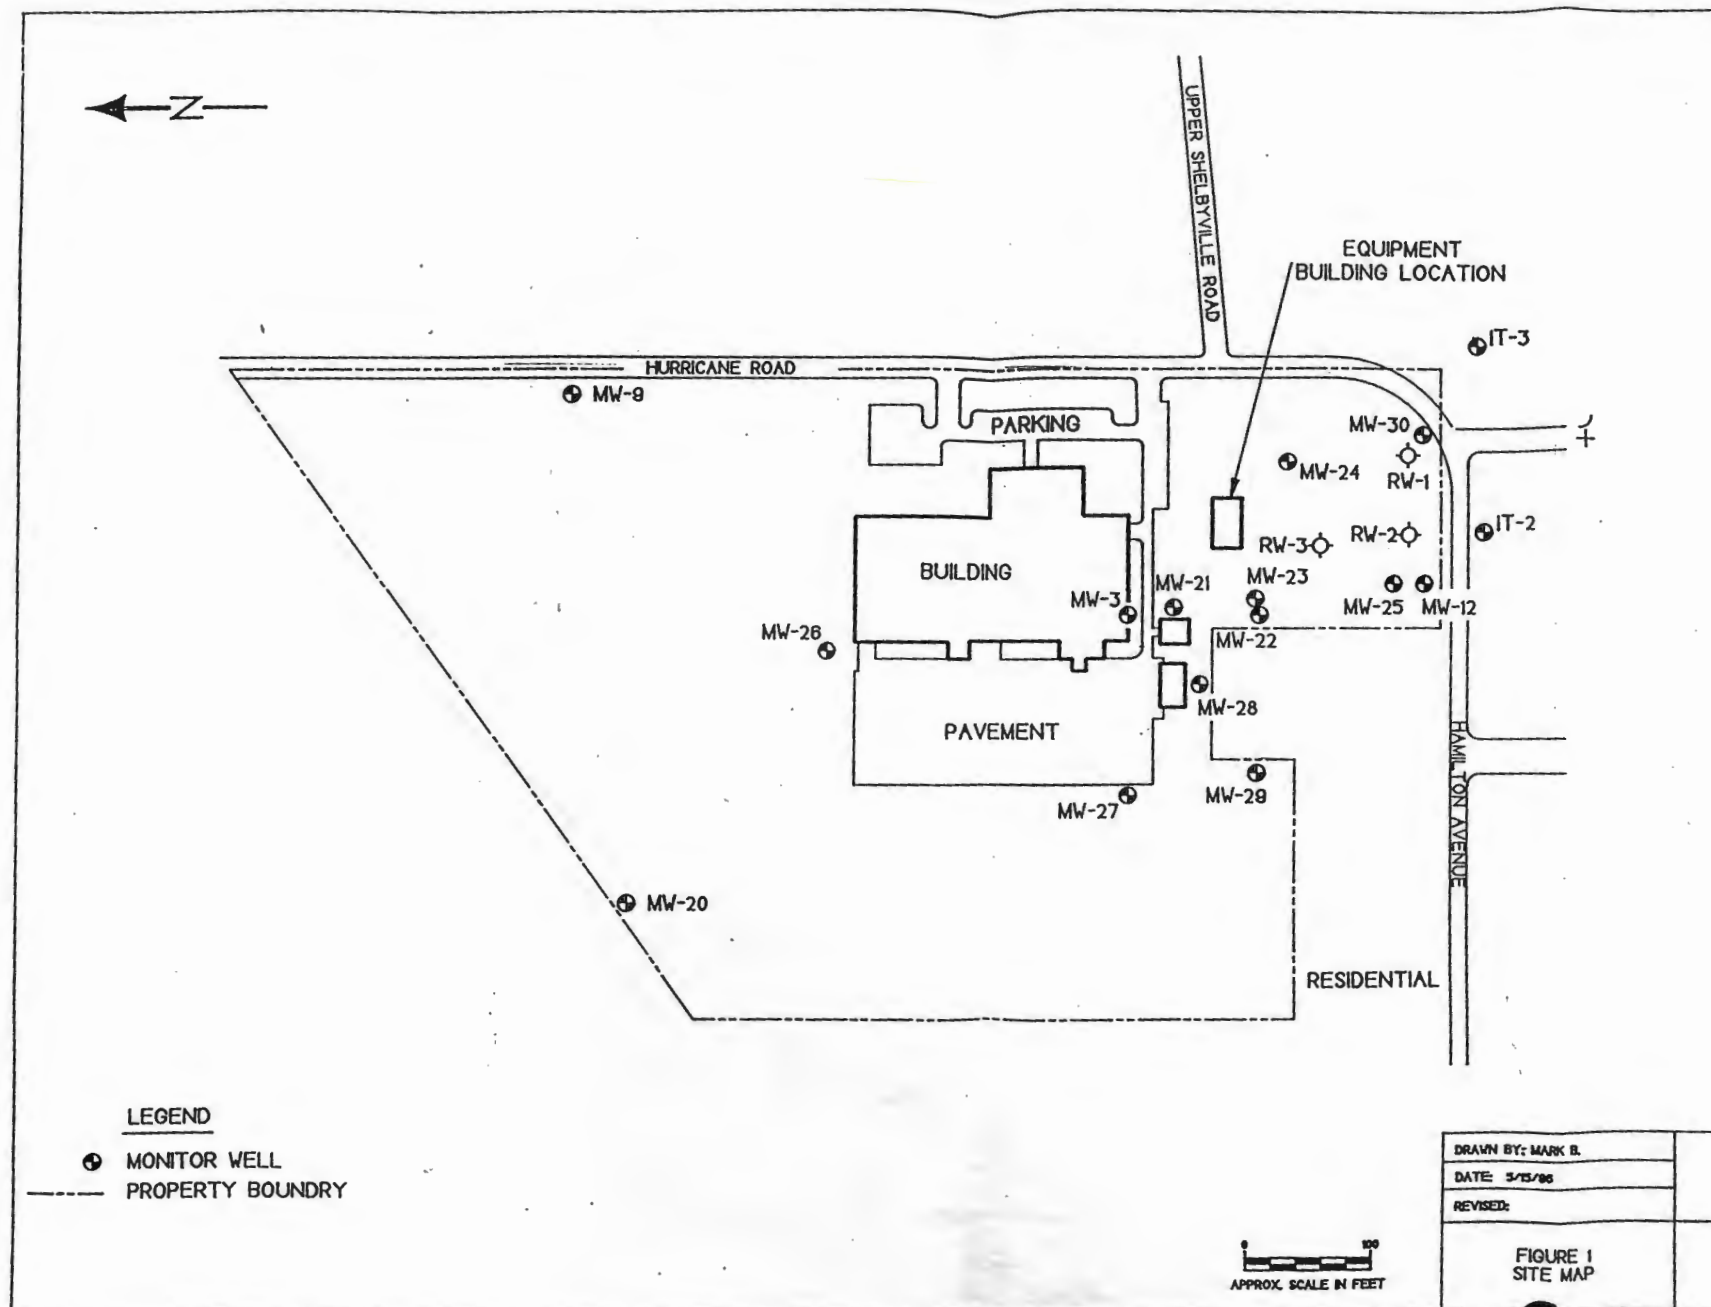 N
UPPER SHELBYVILLE ROAD
EQUIPMENT
BUILDING LOCATION
IT-3
HURRICANE ROAD
MW-9
PARKING
MW-30
MW-24
RW-1
IT-2
RW-2
RW-3
BUILDING
MW-21
MW-23
MW-3
MW-25
MW-12
MW-26
MW-22
MW-28
PAVEMENT
HAMILTON AVENUE
MW-29
MW-27
MW-20
RESIDENTIAL
LEGEND
MONITOR WELL
PROPERTY BOUNDRY
0 100
APPROX. SCALE IN FEET
DRAWN BY: MARK B.
DATE: 5/15/86
REVISED:
FIGURE 1
SITE MAP